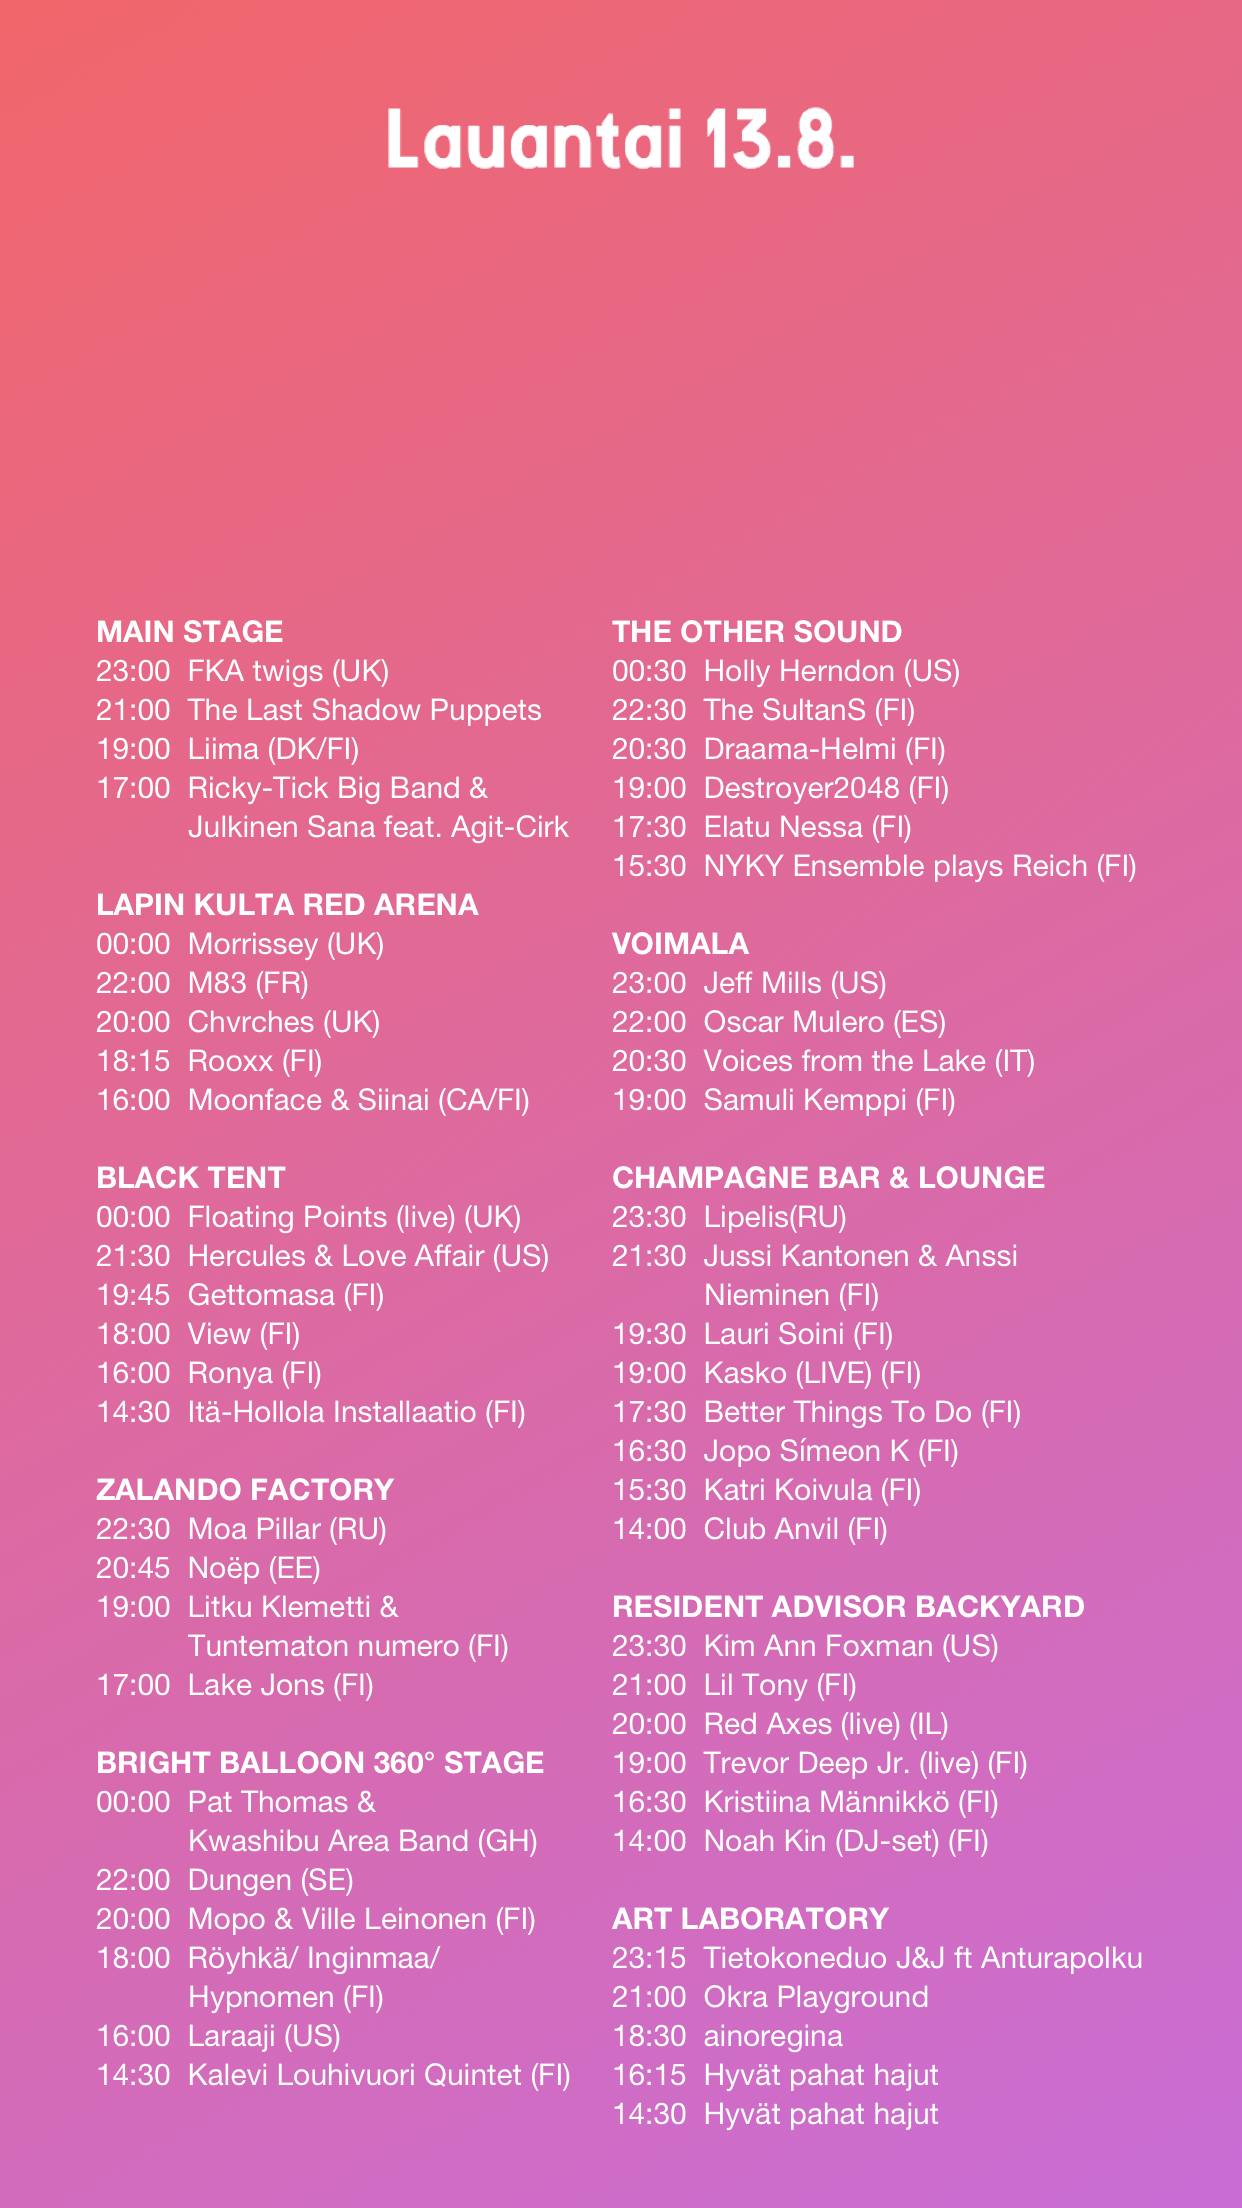 Lauantai 13.8.
MAIN STAGE
23:00 FKA twigs (UK)
21:00 The Last Shadow Puppets
19:00 Liima (DK/FI)
17:00 Ricky-Tick Big Band &
Julkinen Sana feat. Agit-Cirk
LAPIN KULTA RED ARENA
00:00 Morrissey (UK)
22:00 M83 (FR)
20:00 Chvrches (UK)
18:15 Rooxx (FI)
16:00 Moonface & Siinai (CA/FI)
BLACK TENT
00:00 Floating Points (live) (UK)
21:30 Hercules & Love Affair (US)
19:45 Gettomasa (FI)
18:00 View (FI)
16:00 Ronya (FI)
14:30 Itä-Hollola Installaatio (FI)
ZALANDO FACTORY
22:30 Moa Pillar (RU)
20:45 Noëp (EE)
19:00 Litku Klemetti &
Tuntematon numero (FI)
17:00 Lake Jons (FI)
BRIGHT BALLOON 360° STAGE
00:00 Pat Thomas &
Kwashibu Area Band (GH)
22:00 Dungen (SE)
20:00 Mopo & Ville Leinonen (FI)
18:00 Röyhkä/ Inginmaa/
Hypnomen (FI)
16:00 Laraaji (US)
14:30 Kalevi Louhivuori Quintet (FI)
THE OTHER SOUND
00:30 Holly Herndon (US)
22:30 The SultanS (FI)
20:30 Draama-Helmi (FI)
19:00 Destroyer2048 (FI)
17:30 Elatu Nessa (FI)
15:30 NYKY Ensemble plays Reich (FI)
VOIMALA
23:00 Jeff Mills (US)
22:00 Oscar Mulero (ES)
20:30 Voices from the Lake (IT)
19:00 Samuli Kemppi (FI)
CHAMPAGNE BAR & LOUNGE
23:30 Lipelis(RU)
21:30 Jussi Kantonen & Anssi
Nieminen (FI)
19:30 Lauri Soini (FI)
19:00 Kasko (LIVE) (FI)
17:30 Better Things To Do (FI)
16:30 Jopo Símeon K (FI)
15:30 Katri Koivula (FI)
14:00 Club Anvil (FI)
RESIDENT ADVISOR BACKYARD
23:30 Kim Ann Foxman (US)
21:00 Lil Tony (FI)
20:00 Red Axes (live) (IL)
19:00 Trevor Deep Jr. (live) (FI)
16:30 Kristiina Männikkö (FI)
14:00 Noah Kin (DJ-set) (FI)
ART LABORATORY
23:15 Tietokoneduo J&J ft Anturapolku
21:00 Okra Playground
18:30 ainoregina
16:15 Hyvät pahat hajut
14:30 Hyvät pahat hajut